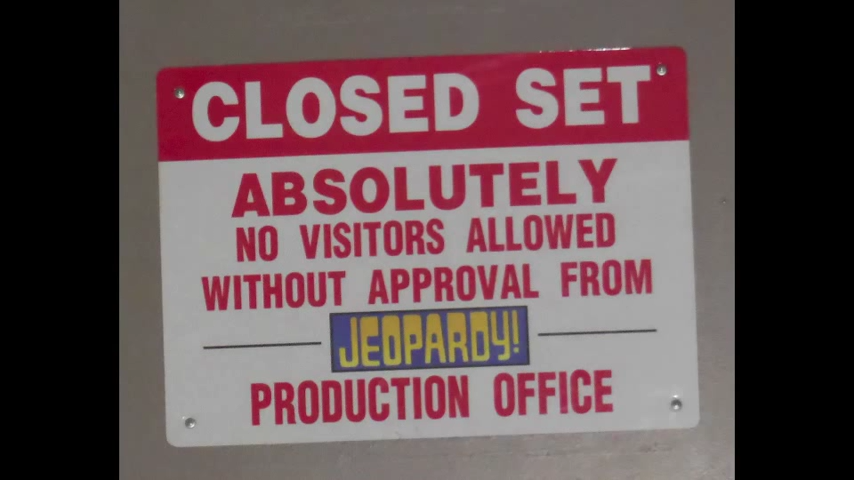 CLOSED SET
ABSOLUTELY
NO VISITORS ALLOWED
WITHOUT APPROVAL FROM
JEOPARDY!
PRODUCTION OFFICE